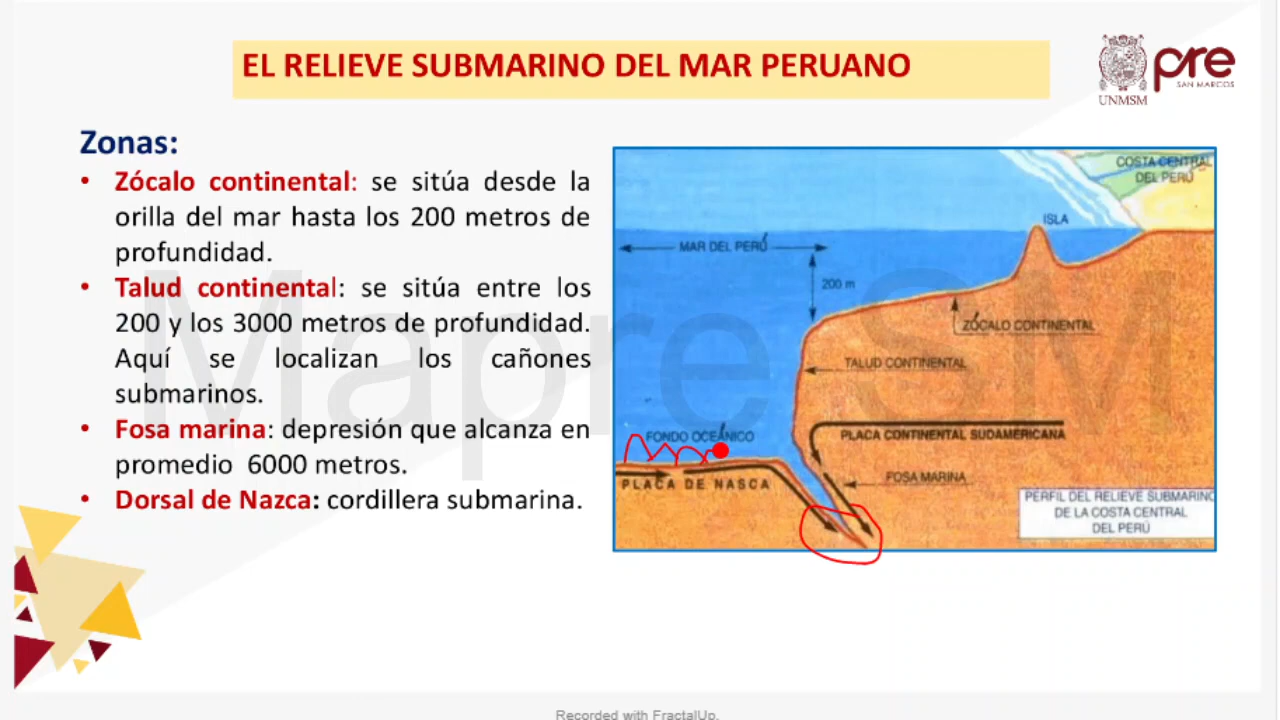 EL RELIEVE SUBMARINO DEL MAR PERUANO
UNMSM
pre
SAN MARCOS
Zonas:
• Zócalo continental: se sitúa desde la
orilla del mar hasta los 200 metros de
profundidad.
• Talud continental: se sitúa entre los
200 y los 3000 metros de profundidad.
Aquí se localizan los cañones
submarinos.
• Fosa marina: depresión que alcanza en
promedio 6000 metros.
• Dorsal de Nazca: cordillera submarina.
COSTA CENTRAL
DEL PERÚ
ISLA
MAR DEL PERÚ
200 m
ZÓCALO CONTINENTAL
TALUD CONTINENTAL
FONDO OCEÁNICO
PLACA CONTINENTAL SUDAMERICANA
PLACA DE NASCA
FOSA MARINA
PERFIL DEL RELIEVE SUBMARINO
DE LA COSTA CENTRAL
DEL PERÚ
Mapre SM
Recorded with FractalUp.